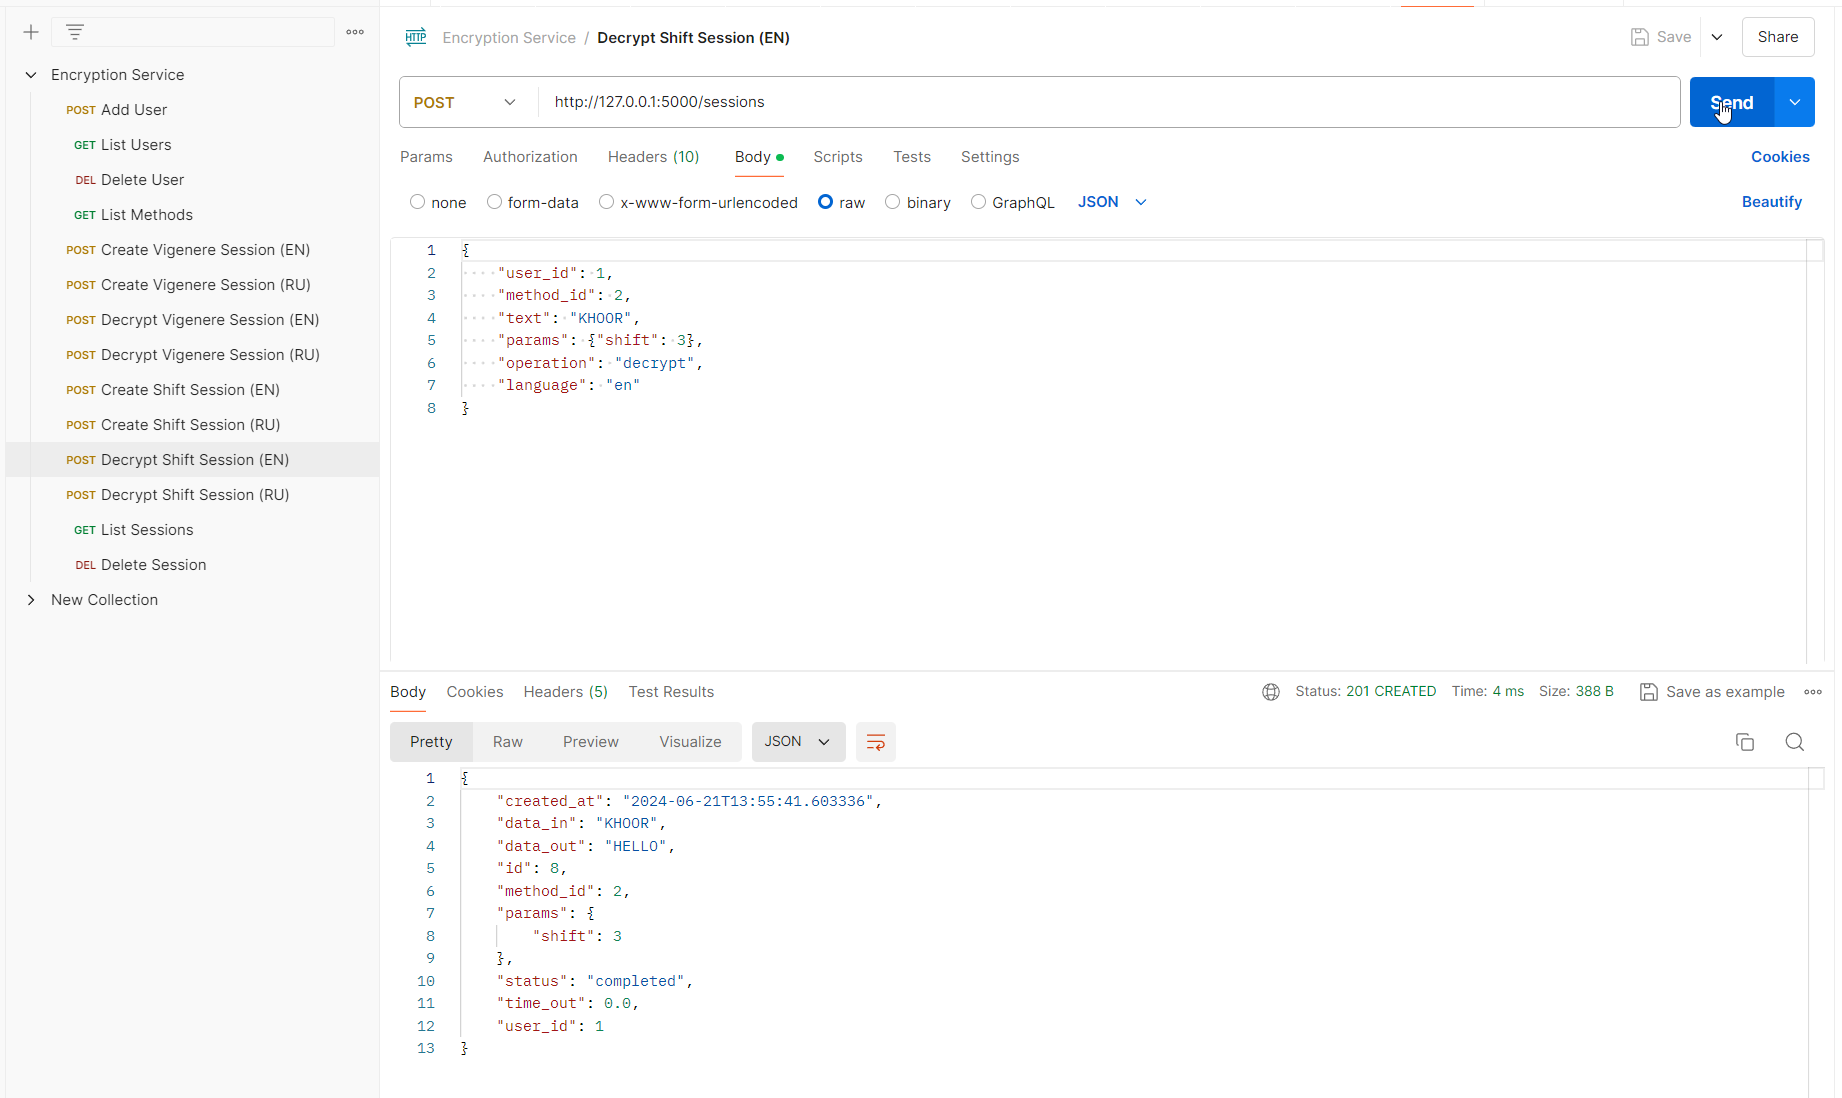 Encryption Service
POST Add User
GET List Users
DEL Delete User
GET List Methods
POST Create Vigenere Session (EN)
POST Create Vigenere Session (RU)
POST Decrypt Vigenere Session (EN)
POST Decrypt Vigenere Session (RU)
POST Create Shift Session (EN)
POST Create Shift Session (RU)
POST Decrypt Shift Session (EN)
POST Decrypt Shift Session (RU)
GET List Sessions
DEL Delete Session
New Collection
HTTP Encryption Service / Decrypt Shift Session (EN) Save Share
POST http://127.0.0.1:5000/sessions Send
Params Authorization Headers (10) Body Scripts Tests Settings Cookies
none form-data x-www-form-urlencoded raw binary GraphQL JSON Beautify
1 {
2 "user_id": 1,
3 "method_id": 2,
4 "text": "KHOOR",
5 "params": {"shift": 3},
6 "operation": "decrypt",
7 "language": "en"
8 }
Body Cookies Headers (5) Test Results Status: 201 CREATED Time: 4 ms Size: 388 B Save as example
Pretty Raw Preview Visualize JSON
1 {
2 "created_at": "2024-06-21T13:55:41.603336",
3 "data_in": "KHOOR",
4 "data_out": "HELLO",
5 "id": 8,
6 "method_id": 2,
7 "params": {
8 "shift": 3
9 },
10 "status": "completed",
11 "time_out": 0.0,
12 "user_id": 1
13 }